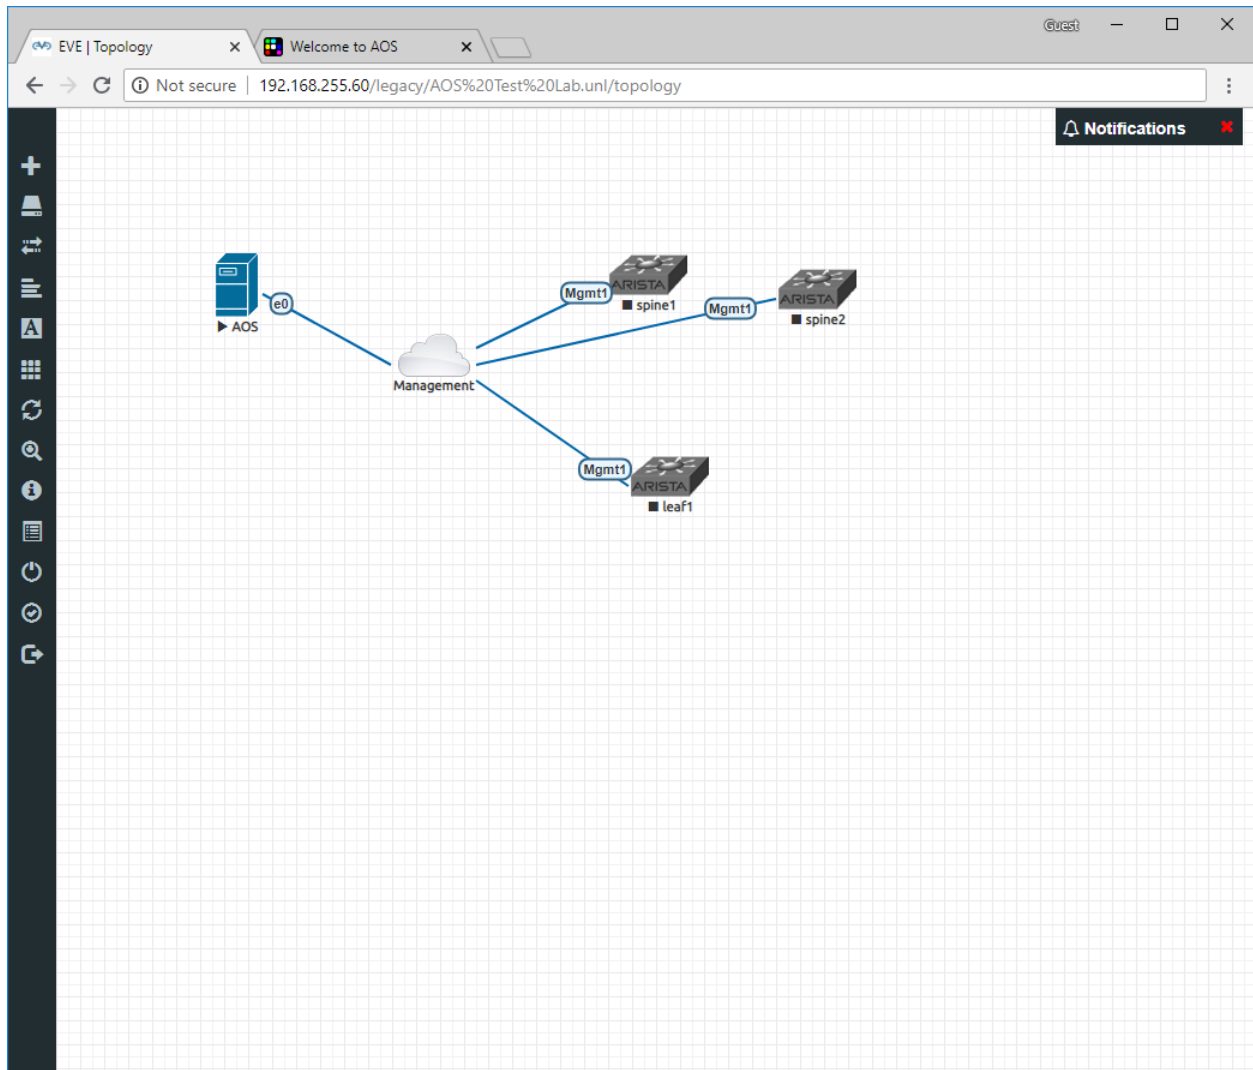 Guest
EVE | Topology
Welcome to AOS
Not secure | 192.168.255.60/legacy/AOS%20Test%20Lab.unl/topology
Notifications
A
ARISTA
Mgmt1
spine1
ARISTA
Mgmt1
spine2
e0
AOS
Management
Mgmt1
ARISTA
leaf1